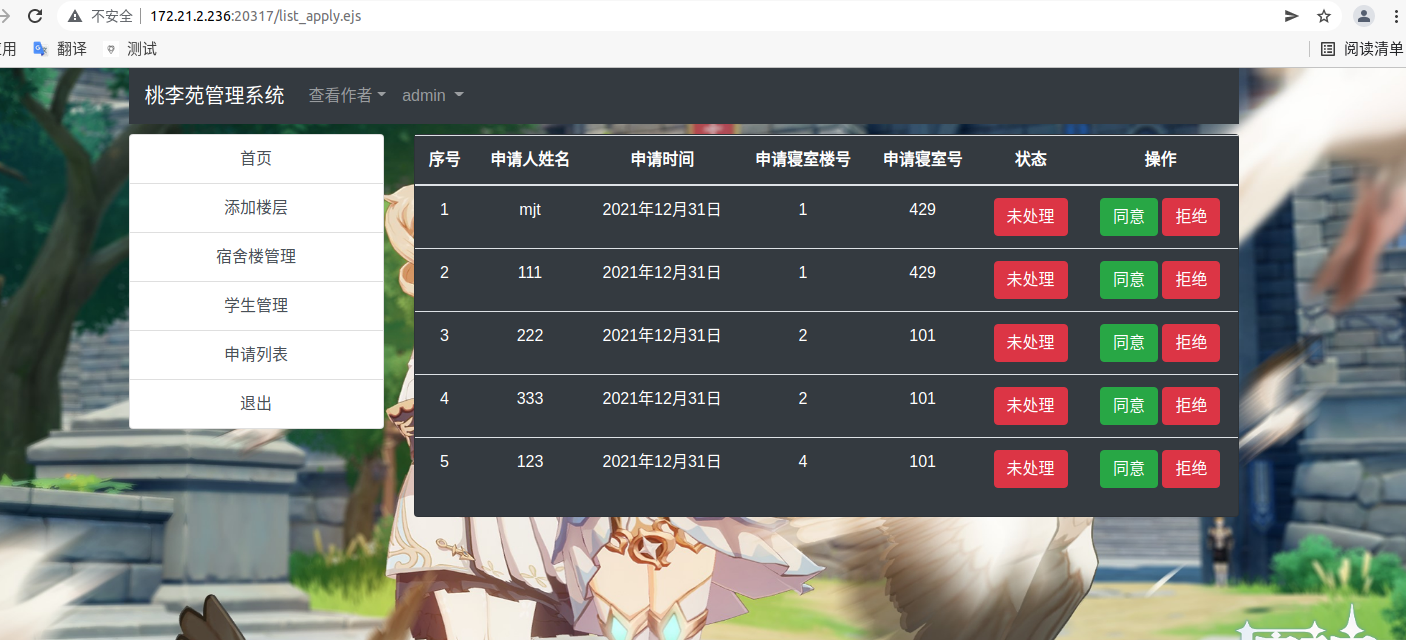 不安全 172.21.2.236:20317/list_apply.ejs
用 翻译 测试 阅读清单
桃李苑管理系统 查看作者 admin
首页
添加楼层
宿舍楼管理
学生管理
申请列表
退出
序号 申请人姓名 申请时间 申请寝室楼号 申请寝室号 状态 操作
1 mjt 2021年12月31日 1 429 未处理 同意 拒绝
2 111 2021年12月31日 1 429 未处理 同意 拒绝
3 222 2021年12月31日 2 101 未处理 同意 拒绝
4 333 2021年12月31日 2 101 未处理 同意 拒绝
5 123 2021年12月31日 4 101 未处理 同意 拒绝